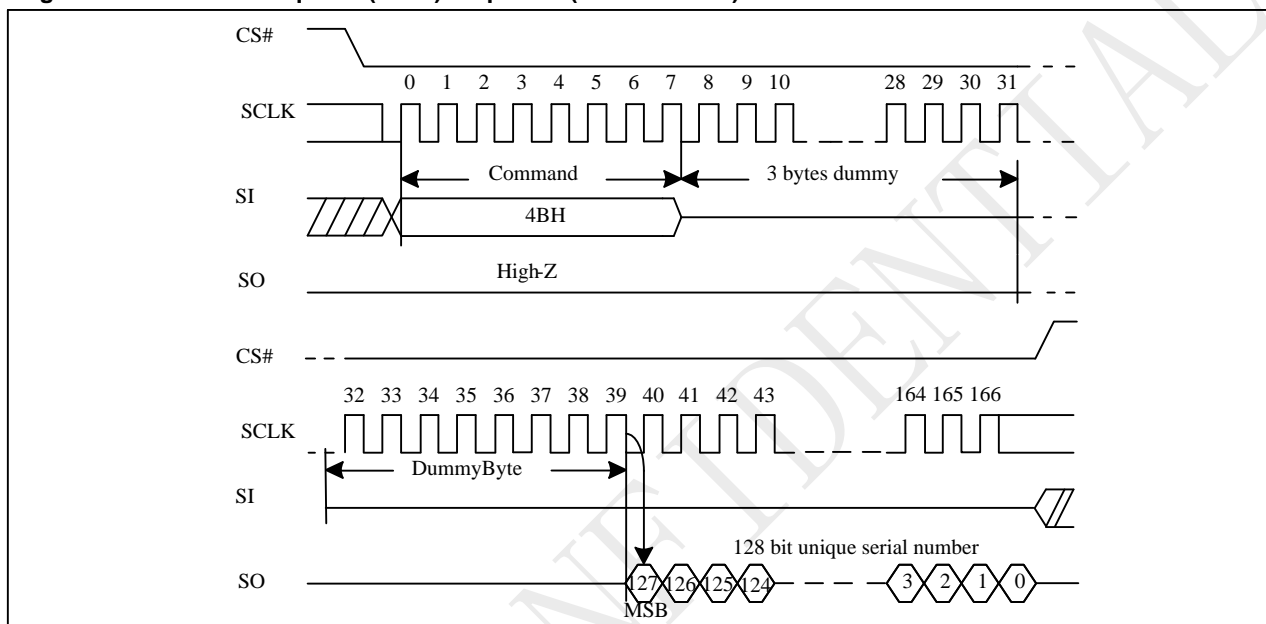 CS#
0 1 2 3 4 5 6 7 8 9 10 28 29 30 31
SCLK
Command 3 bytes dummy
SI
4BH
High-Z
SO
CS#
32 33 34 35 36 37 38 39 40 41 42 43 164 165 166
SCLK
DummyByte
SI
128 bit unique serial number
SO
127 126 125 124 3 2 1 0
MSB